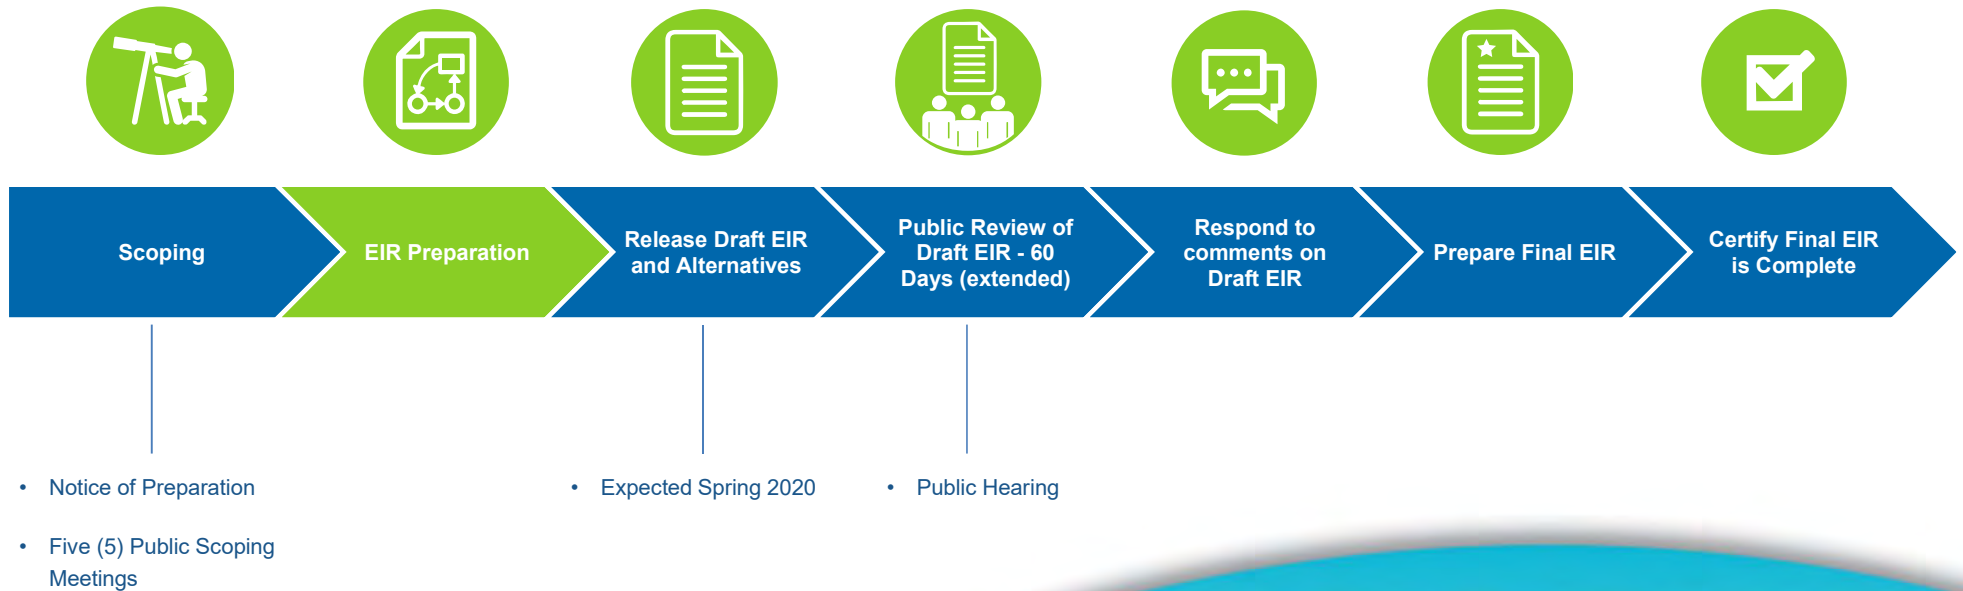 Scoping
EIR Preparation
Release Draft EIR
and Alternatives
Public Review of
Draft EIR - 60
Days (extended)
Respond to
comments on
Draft EIR
Prepare Final EIR
Certify Final EIR
is Complete
• Notice of Preparation
• Five (5) Public Scoping
Meetings
• Expected Spring 2020
• Public Hearing